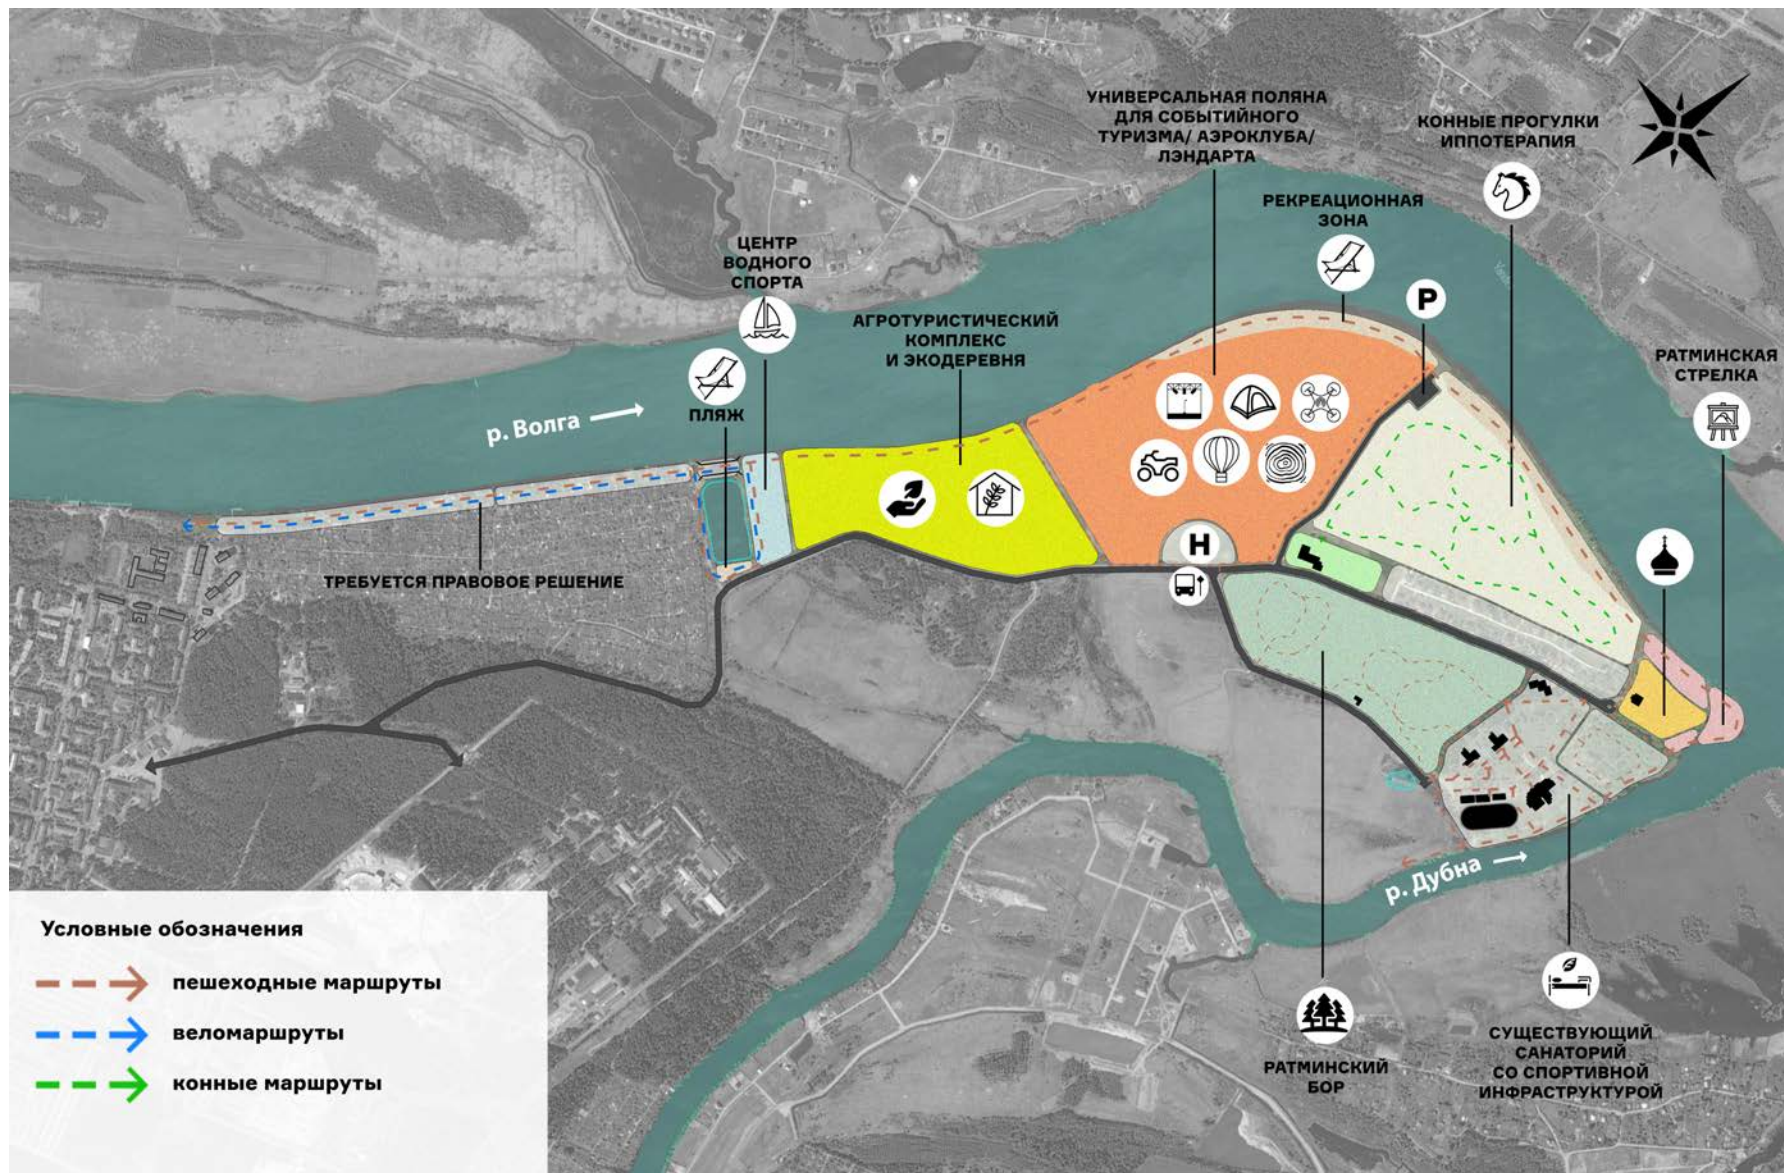 УНИВЕРСАЛЬНАЯ ПОЛЯНА
ДЛЯ СОБЫТИЙНОГО
ТУРИЗМА/ АЭРОКЛУБА/
ЛЭНДАРТА
КОННЫЕ ПРОГУЛКИ
ИППОТЕРАПИЯ
РЕКРЕАЦИОННАЯ
ЗОНА
ЦЕНТР
ВОДНОГО
СПОРТА
P
АГРОТУРИСТИЧЕСКИЙ
КОМПЛЕКС
И ЭКОДЕРЕВНЯ
РАТМИНСКАЯ
СТРЕЛКА
ПЛЯЖ
р. Волга
H
ТРЕБУЕТСЯ ПРАВОВОЕ РЕШЕНИЕ
р. Дубна
Условные обозначения
пешеходные маршруты
веломаршруты
конные маршруты
РАТМИНСКИЙ
БОР
СУЩЕСТВУЮЩИЙ
САНАТОРИЙ
СО СПОРТИВНОЙ
ИНФРАСТРУКТУРОЙ